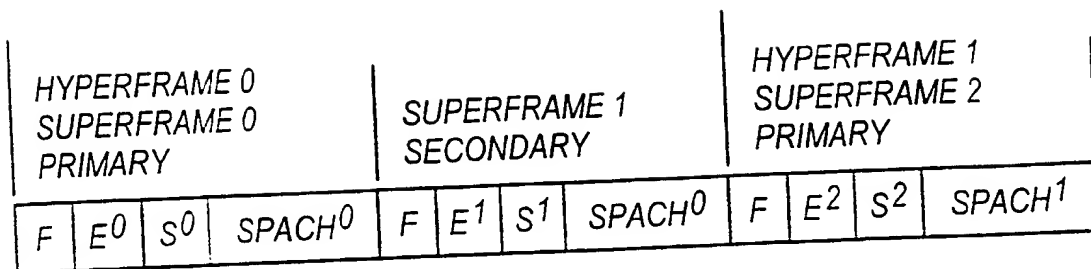 HYPERFRAME 0
SUPERFRAME 0
PRIMARY
SUPERFRAME 1
SECONDARY
HYPERFRAME 1
SUPERFRAME 2
PRIMARY
F E⁰ S⁰ SPACH⁰ F E¹ S¹ SPACH⁰ F E² S² SPACH¹